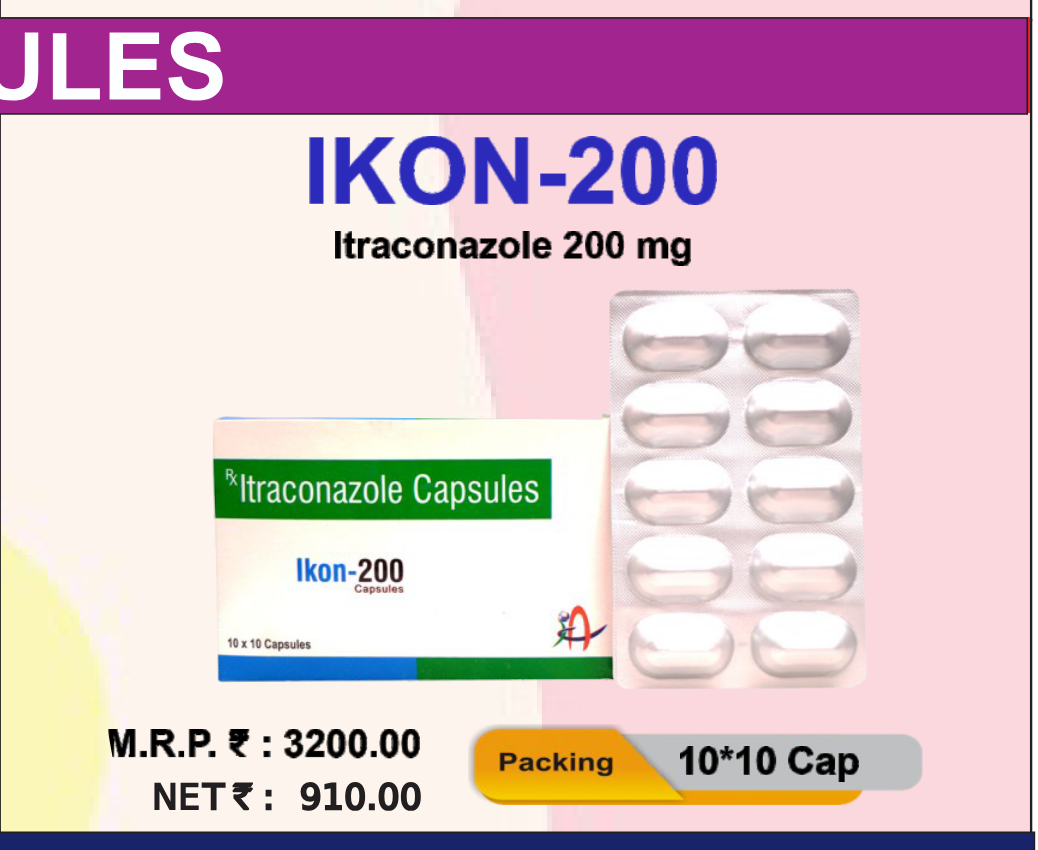 ULES
IKON-200
Itraconazole 200 mg
Rx Itraconazole Capsules
Ikon-200
Capsules
10 x 10 Capsules
M.R.P. ₹ : 3200.00
NET ₹ : 910.00
Packing
10*10 Cap